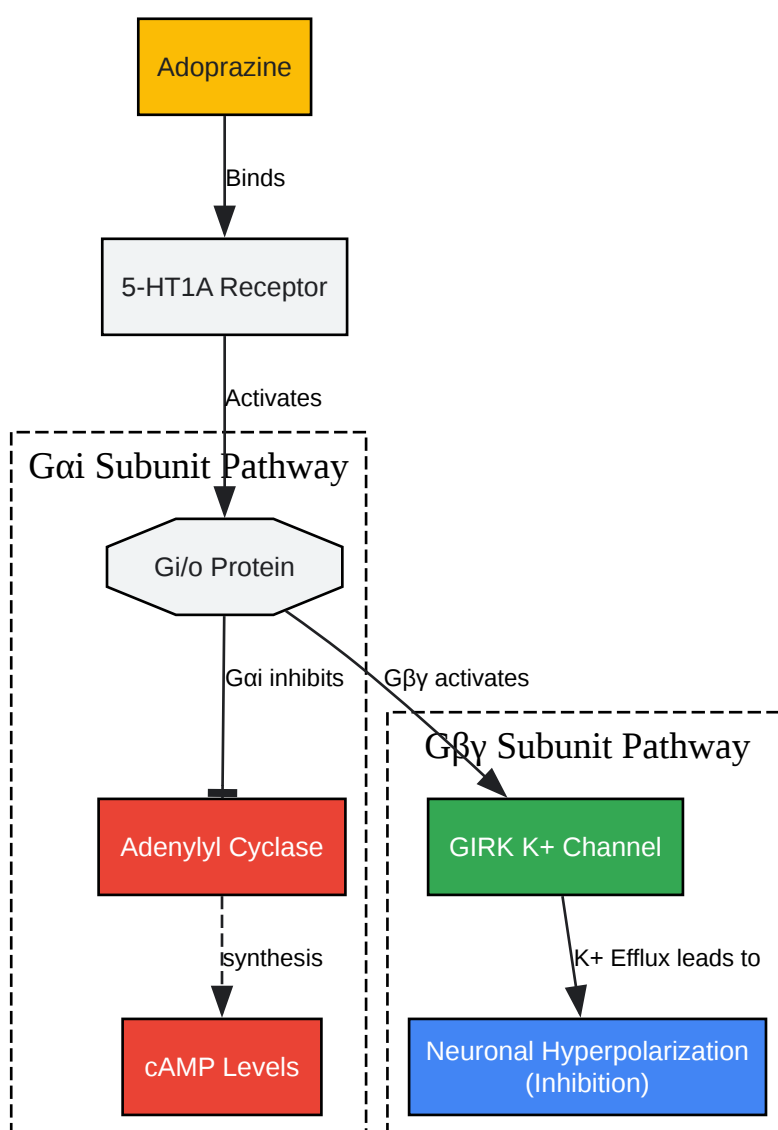 Adoprazine
Binds
5-HT1A Receptor
Activates
Gαi Subunit Pathway
Gi/o Protein
Gαi inhibits
Gβγ activates
Gβγ Subunit Pathway
Adenylyl Cyclase
GIRK K+ Channel
synthesis
K+ Efflux leads to
cAMP Levels
Neuronal Hyperpolarization
(Inhibition)